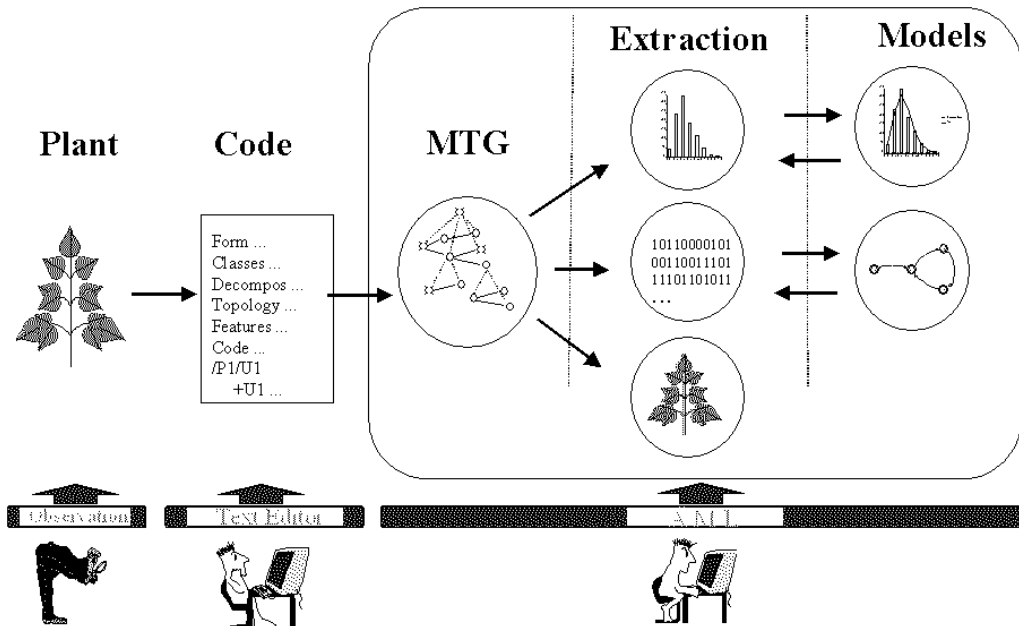 Plant
Code
MTG
Extraction
Models
Form ...
Classes ...
Decompos ...
Topology ...
Features ...
Code ...
/P1/U1
+U1 ...
10110000101
00110011101
11101101011
...
Observation
Text Editor
A M L